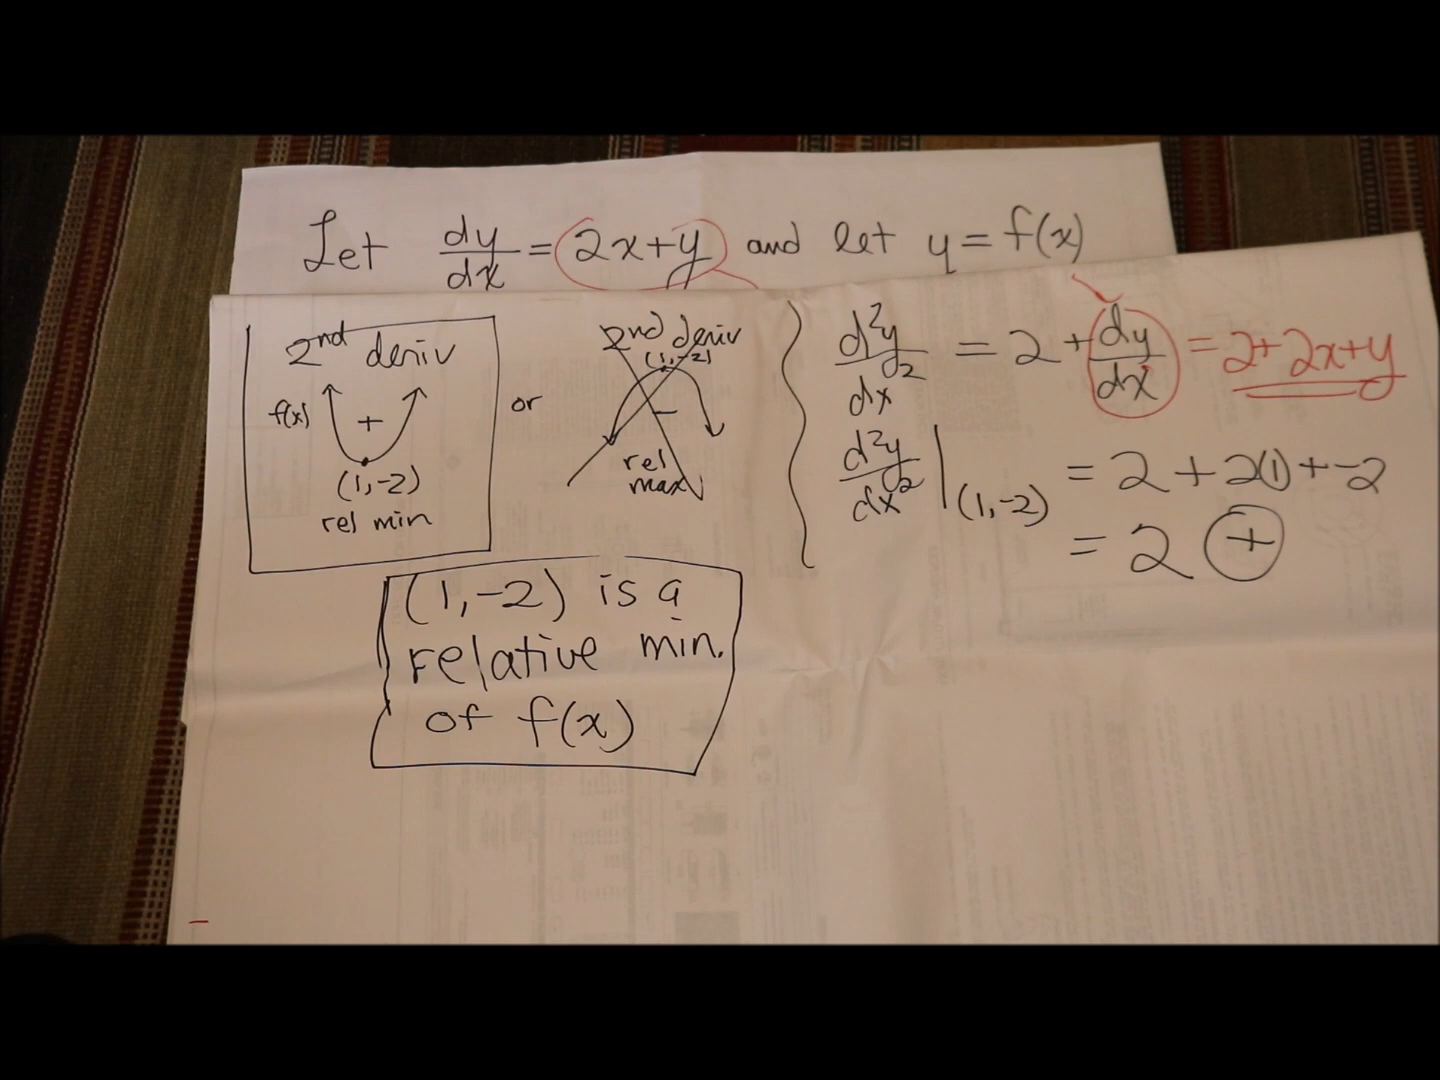 Let dy/dx = 2x+y and let y = f(x)
2nd deriv
f(x) +
(1,-2)
rel min
or
2nd deriv
(1,-2)
-
rel
max
d²y/dx² = 2 + dy/dx = 2 + 2x+y
d²y/dx² |(1,-2) = 2 + 2(1) + -2
= 2 +
(1,-2) is a
relative min.
of f(x)